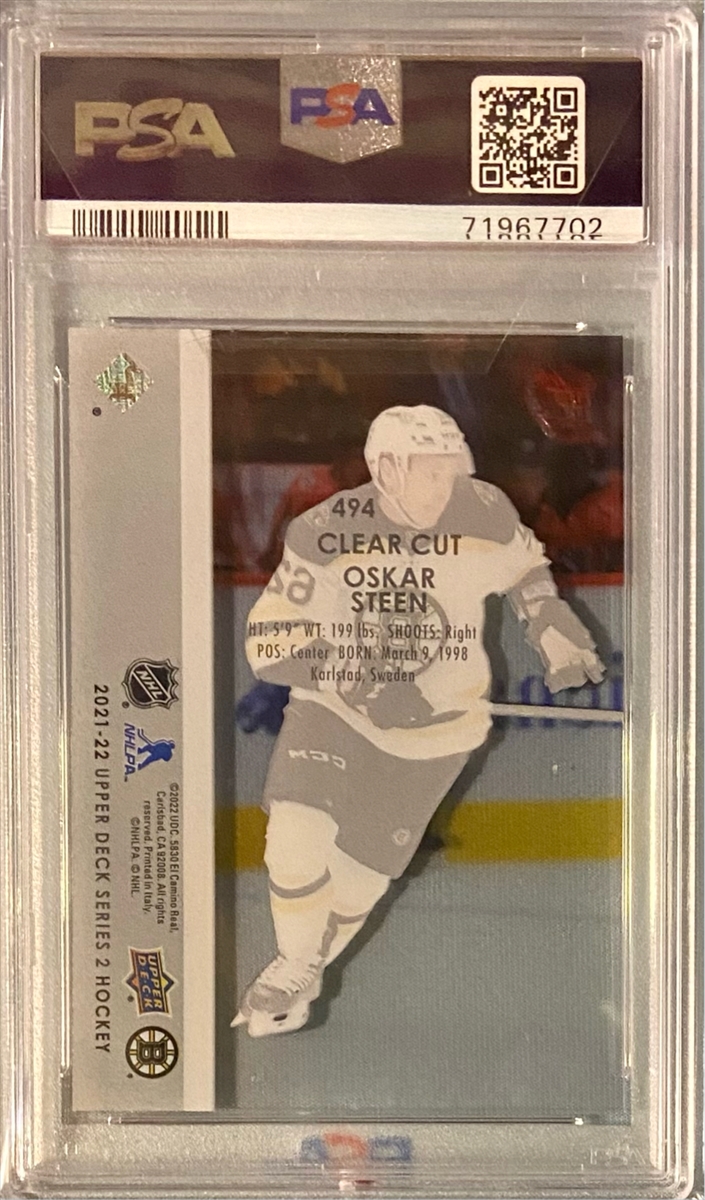 PSA
PSA
71967702
494
CLEAR CUT
OSKAR
STEEN
HT: 5'9" WT: 199 lbs. SHOOTS: Right
POS: Center BORN: March 9, 1998
Karlstad, Sweden
NHL
®
NHLPA™
2021-22 UPPER DECK SERIES 2 HOCKEY
©2022 UDC. 5830 El Camino Real,
Carlsbad, CA 92008. All rights
reserved. Printed in Italy.
©NHLPA. © NHL.
UPPER
DECK
®
B
®
®